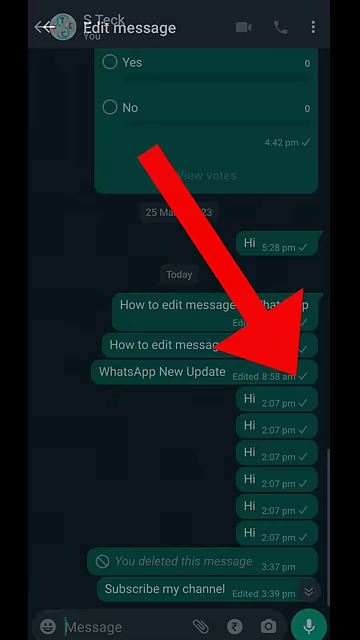 S Teck
Edit message
You
Yes 0
No 0
4:42 pm
View votes
25 Mar 2023
Hi 5:28 pm
Today
How to edit message
How to edit messag
WhatsApp New Update Edited 8:58 am
Hi 2:07 pm
Hi 2:07 pm
Hi 2:07 pm
Hi 2:07 pm
Hi 2:07 pm
Hi 2:07 pm
You deleted this message 3:37 pm
Subscribe my channel Edited 3:39 pm
Message